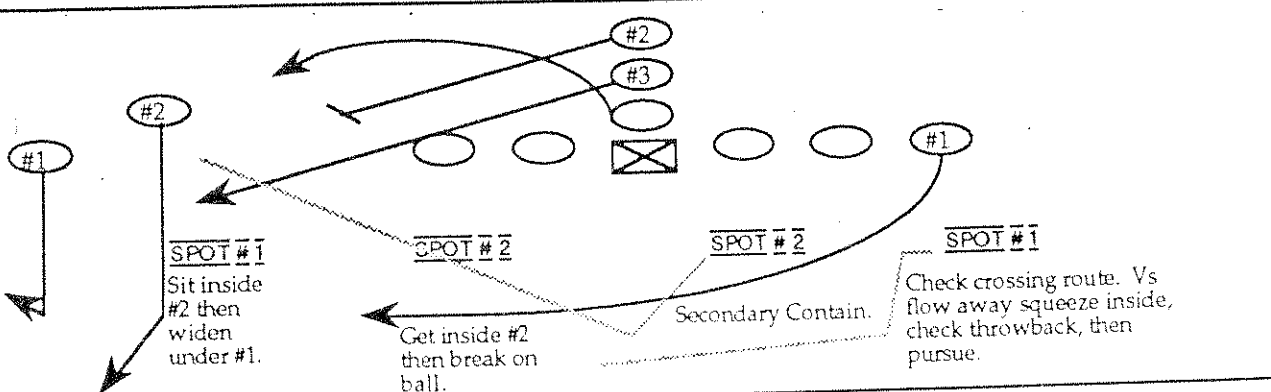 #2
#3
#2
#1
#1
SPOT #1
Sit inside
#2 then
widen
under #1.
SPOT # 2
Get inside #2
then break on
ball.
SPOT # 2
Secondary Contain.
SPOT #1
Check crossing route. Vs
flow away squeeze inside,
check throwback, then
pursue.